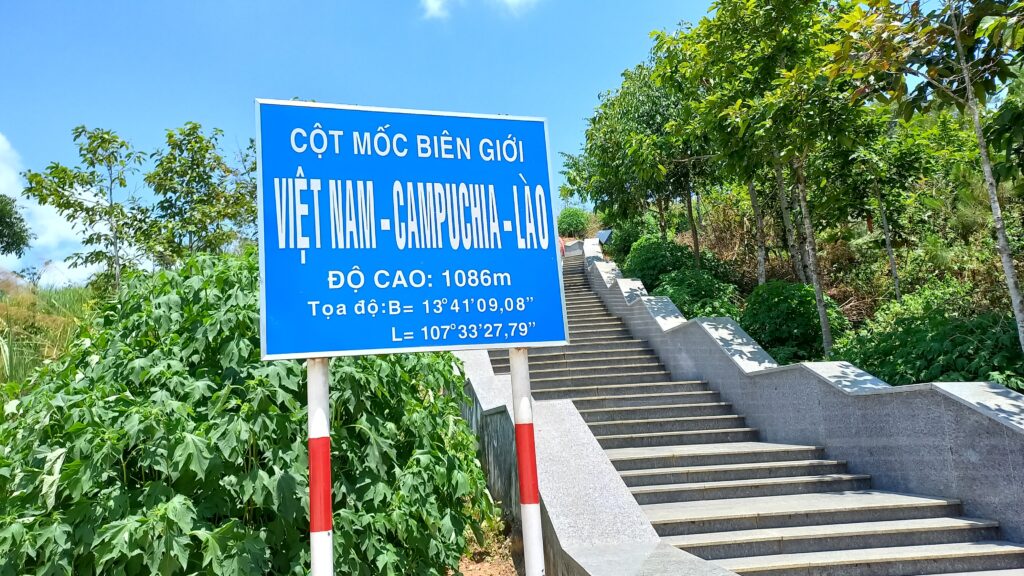 CỘT MỐC BIÊN GIỚI
VIỆT NAM - CAMPUCHIA - LÀO
ĐỘ CAO: 1086m
Tọa độ:B= 13°41'09,08"
L= 107°33'27,79"